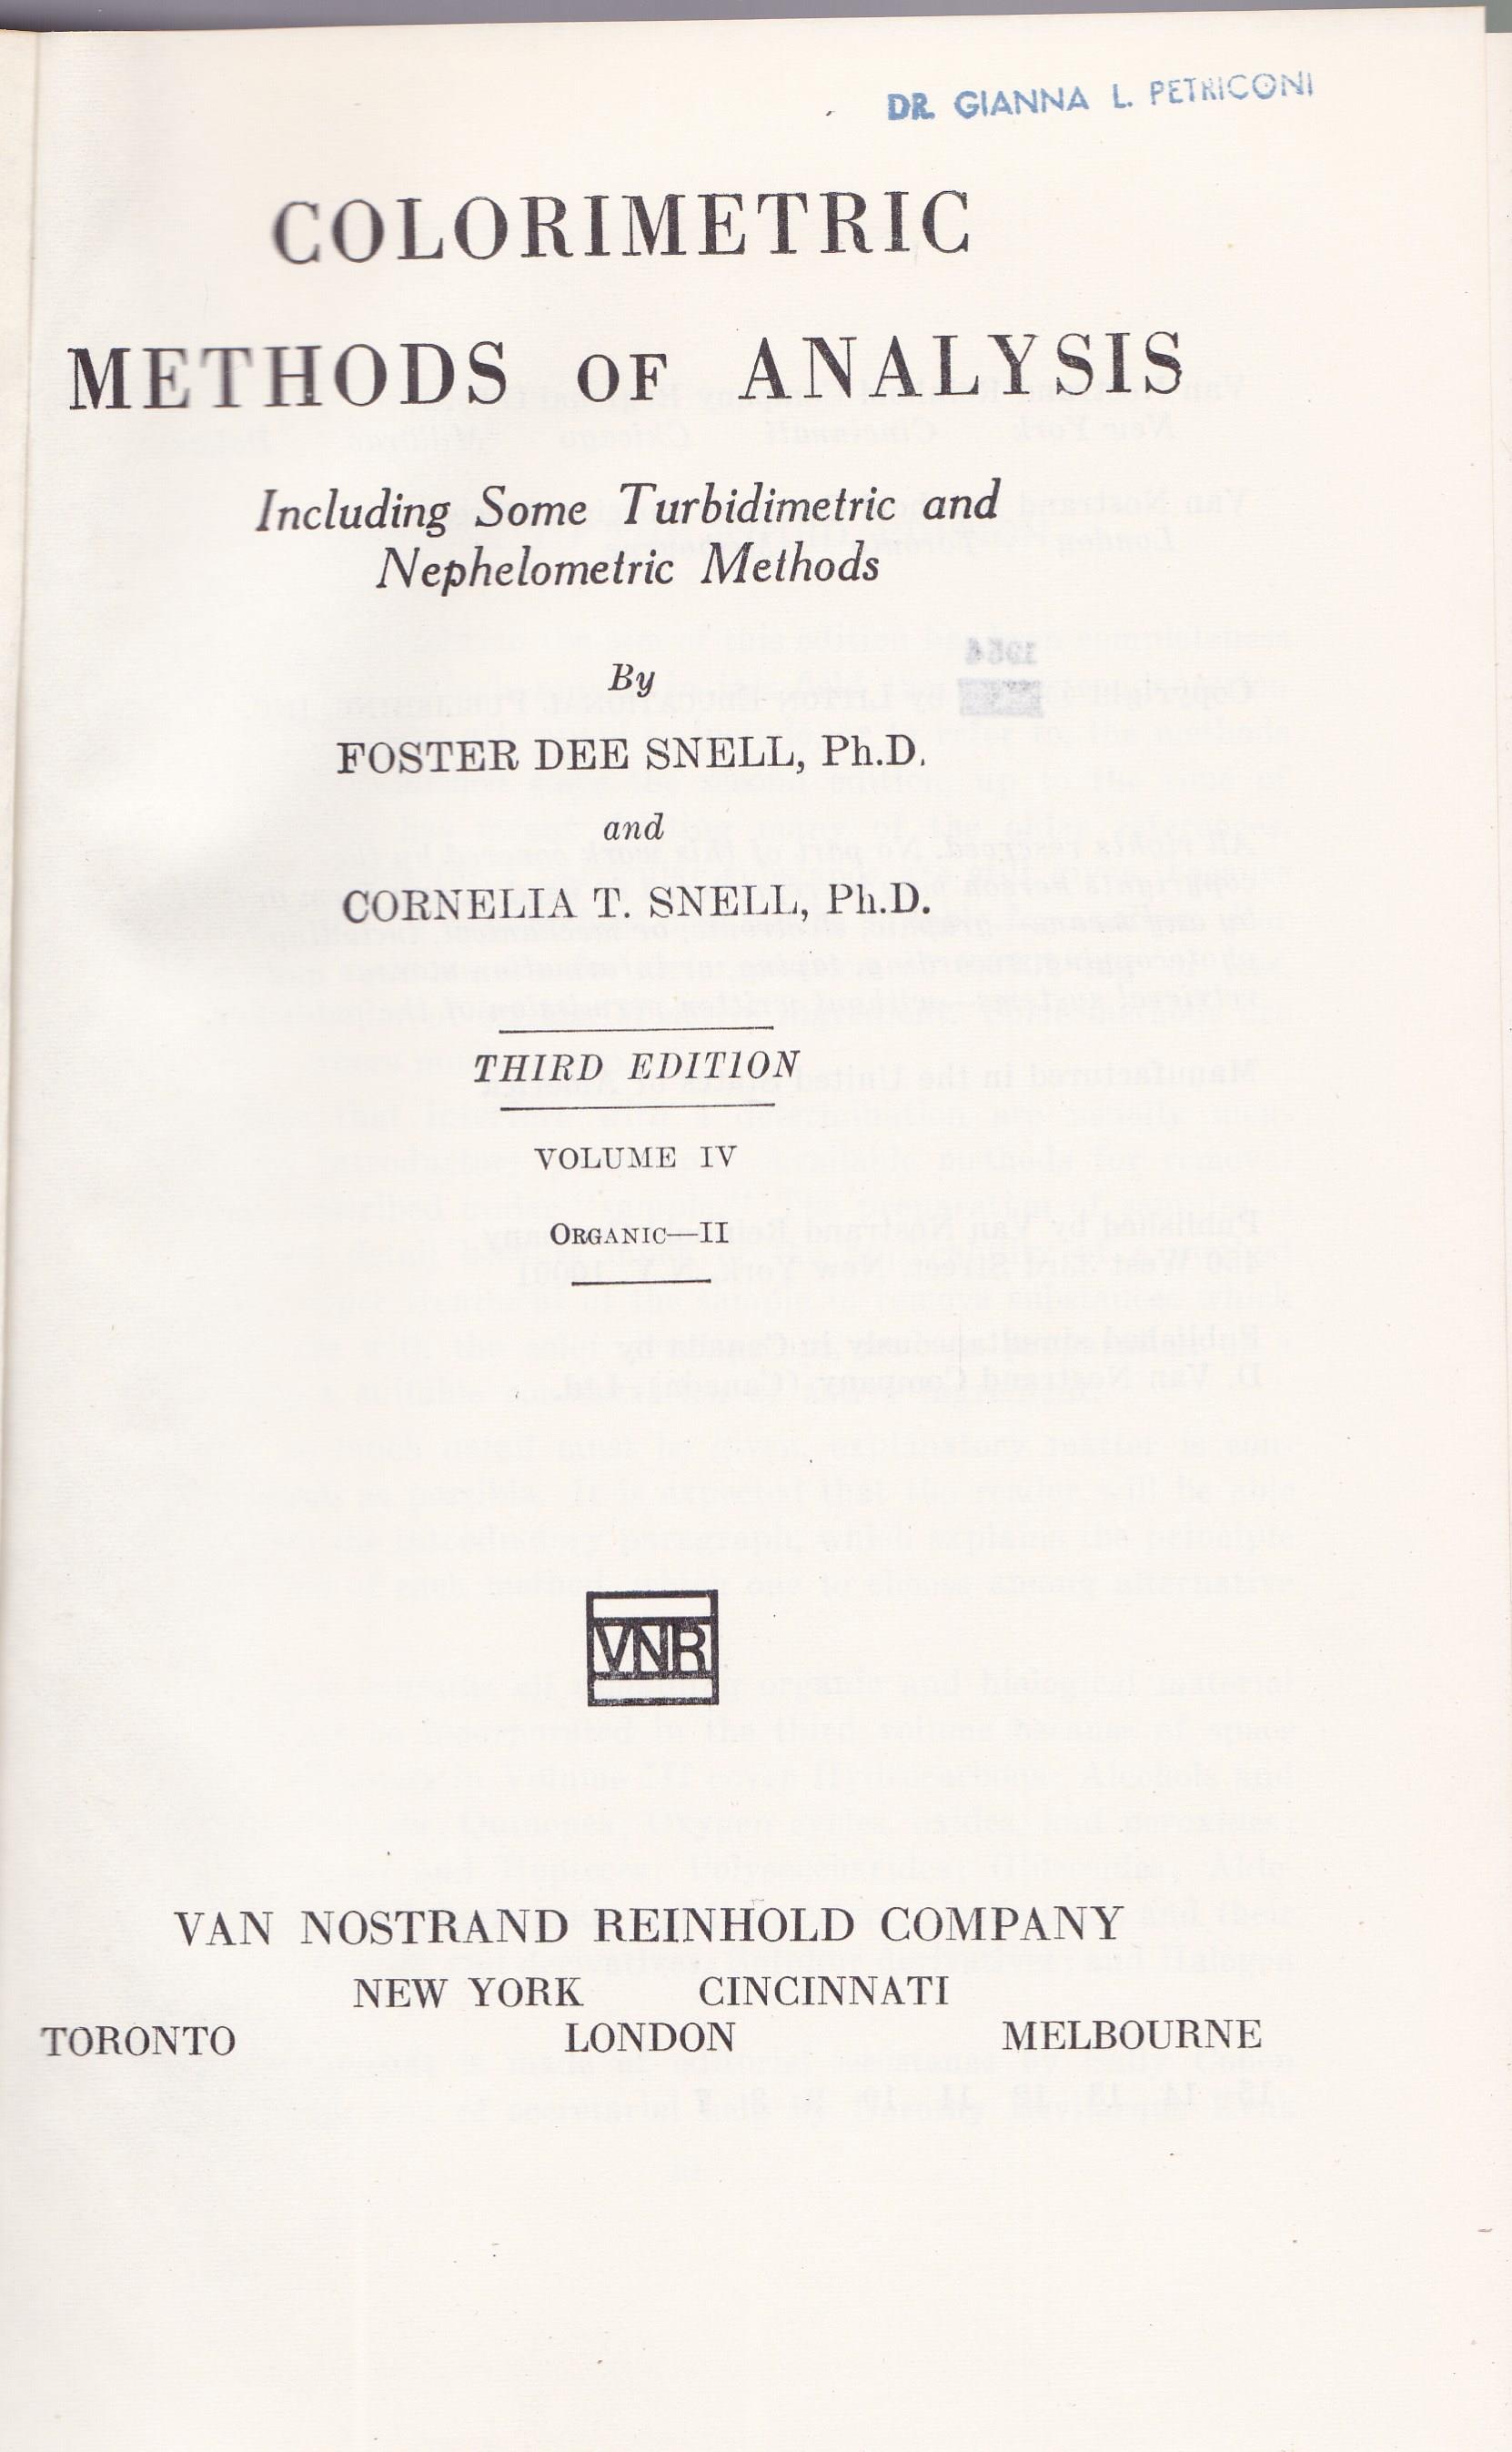 DR. GIANNA L. PETRICONI
COLORIMETRIC
METHODS OF ANALYSIS
Including Some Turbidimetric and
Nephelometric Methods
By
FOSTER DEE SNELL, Ph.D.
and
CORNELIA T. SNELL, Ph.D.
THIRD EDITION
VOLUME IV
ORGANIC—II
VNR
VAN NOSTRAND REINHOLD COMPANY
NEW YORK CINCINNATI
TORONTO LONDON MELBOURNE